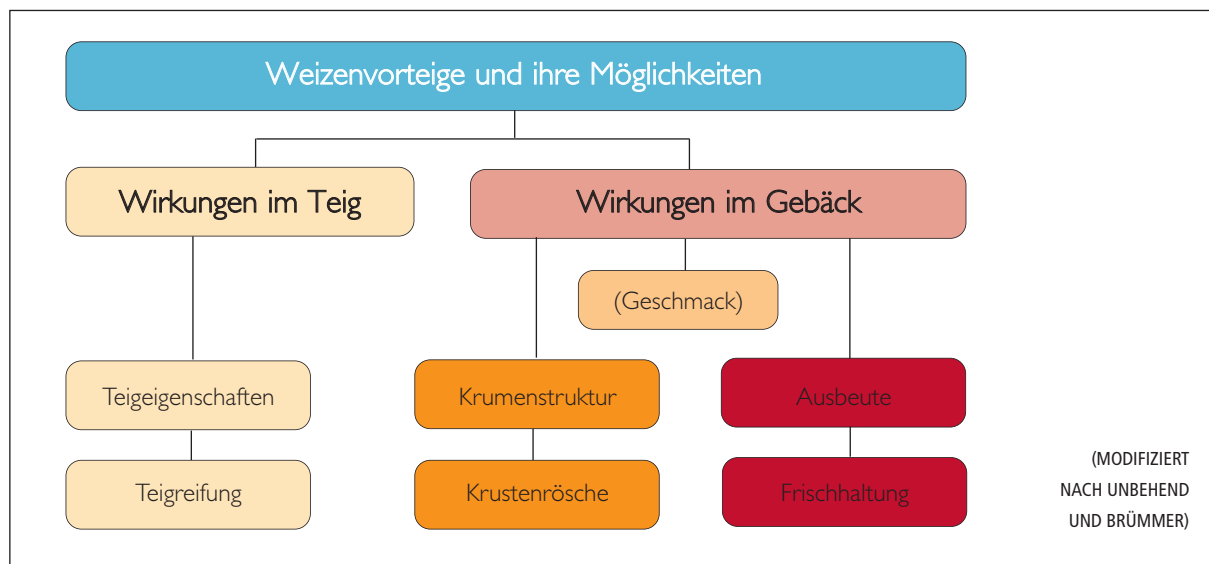 Weizenvorteige und ihre Möglichkeiten
Wirkungen im Teig
Wirkungen im Gebäck
(Geschmack)
Teigeigenschaften
Krumenstruktur
Ausbeute
Teigreifung
Krustenrösche
Frischhaltung
(MODIFIZIERT
NACH UNBEHEND
UND BRÜMMER)